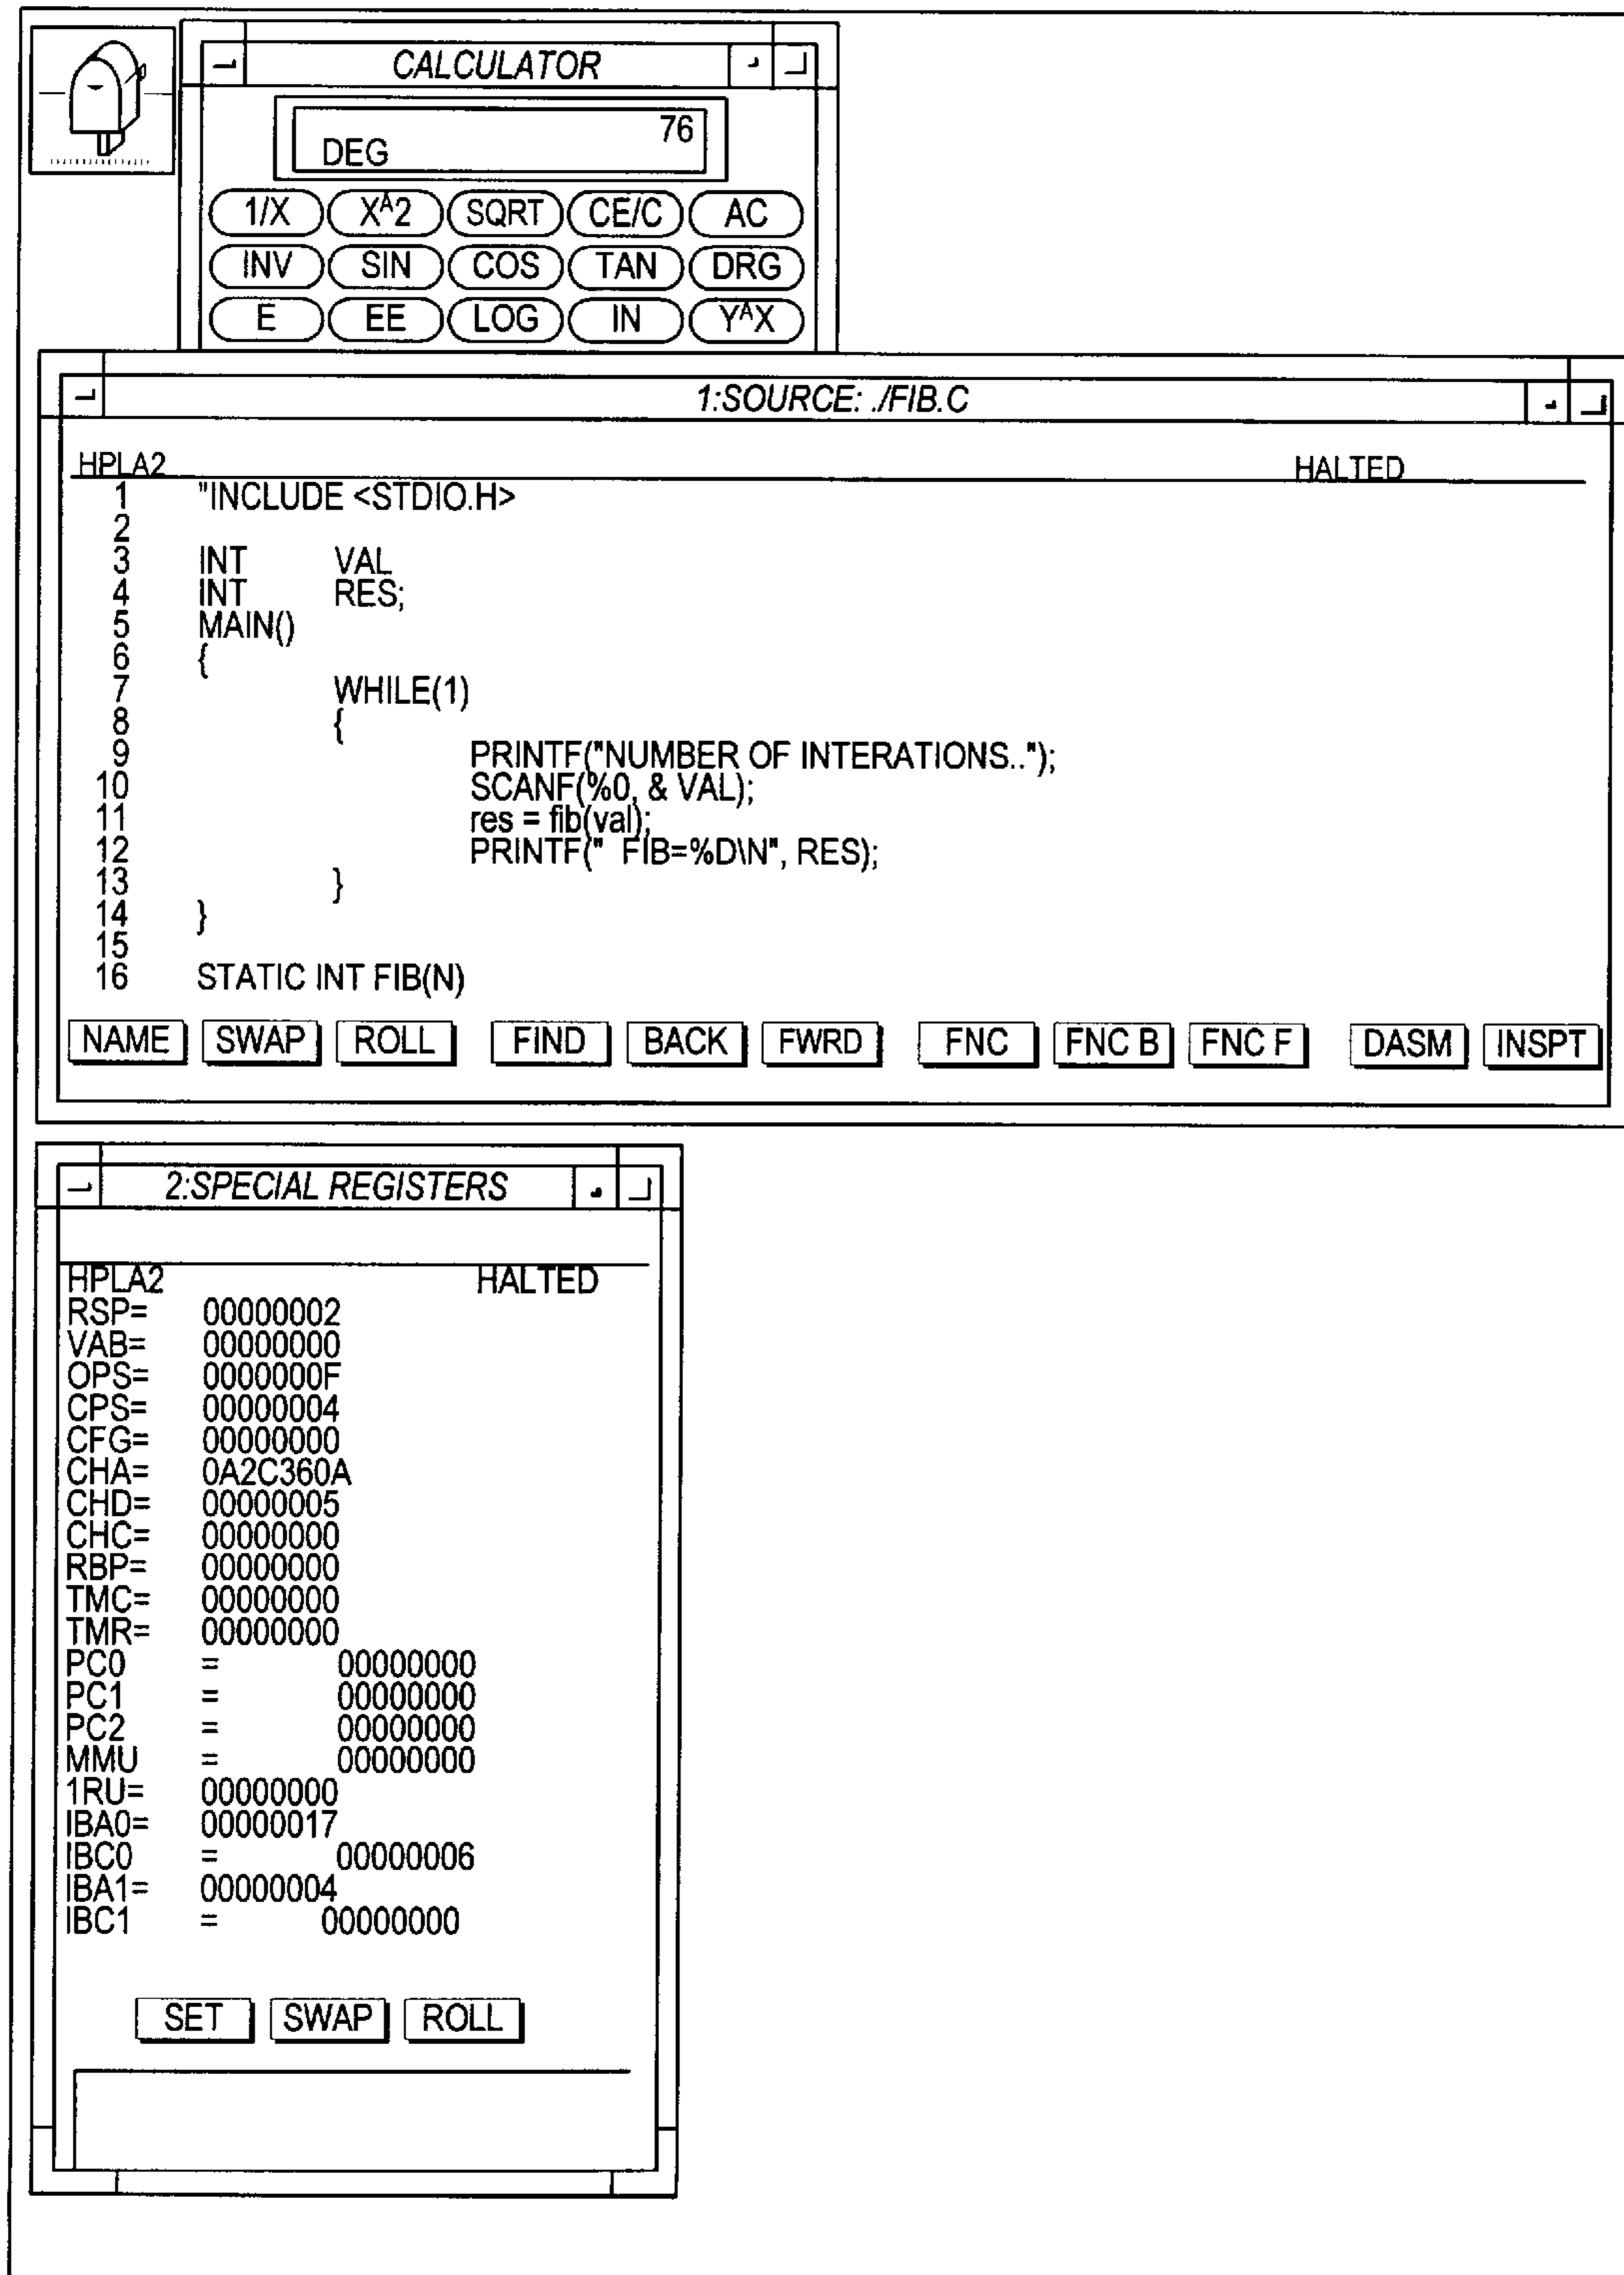 CALCULATOR
76
DEG
1/X X^2 SQRT CE/C AC
INV SIN COS TAN DRG
E EE LOG IN Y^X
1:SOURCE: ./FIB.C
HPLA2 HALTED
1 "INCLUDE <STDIO.H>
2
3 INT VAL
4 INT RES;
5 MAIN()
6 {
7 WHILE(1)
8 {
9 PRINTF("NUMBER OF INTERATIONS..");
10 SCANF(%0, & VAL);
11 res = fib(val);
12 PRINTF(" FIB=%D\N", RES);
13 }
14 }
15
16 STATIC INT FIB(N)
NAME SWAP ROLL FIND BACK FWRD FNC FNC B FNC F DASM INSPT
2:SPECIAL REGISTERS
HPLA2 HALTED
RSP= 00000002
VAB= 00000000
OPS= 0000000F
CPS= 00000004
CFG= 00000000
CHA= 0A2C360A
CHD= 00000005
CHC= 00000000
RBP= 00000000
TMC= 00000000
TMR= 00000000
PC0 = 00000000
PC1 = 00000000
PC2 = 00000000
MMU = 00000000
1RU= 00000000
IBA0= 00000017
IBC0 = 00000006
IBA1= 00000004
IBC1 = 00000000
SET SWAP ROLL